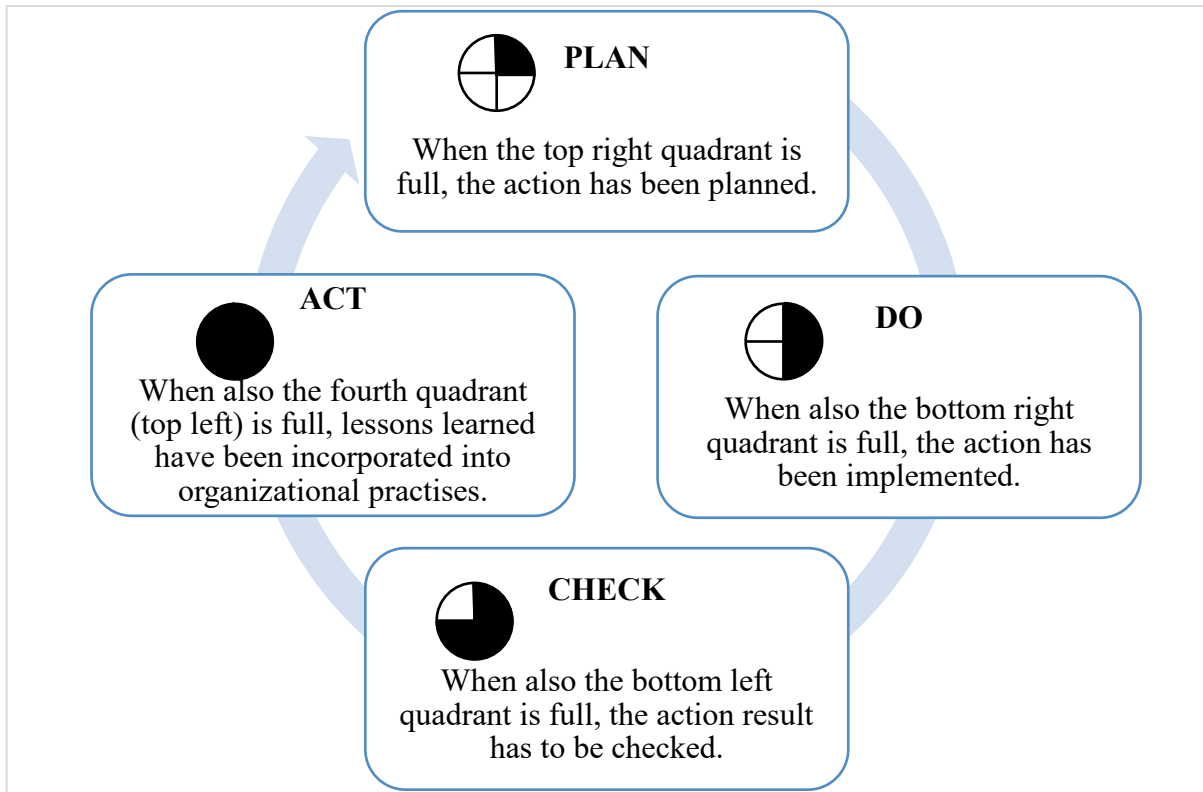 PLAN
When the top right quadrant is
full, the action has been planned.
DO
When also the bottom right
quadrant is full, the action has
been implemented.
CHECK
When also the bottom left
quadrant is full, the action result
has to be checked.
ACT
When also the fourth quadrant
(top left) is full, lessons learned
have been incorporated into
organizational practises.